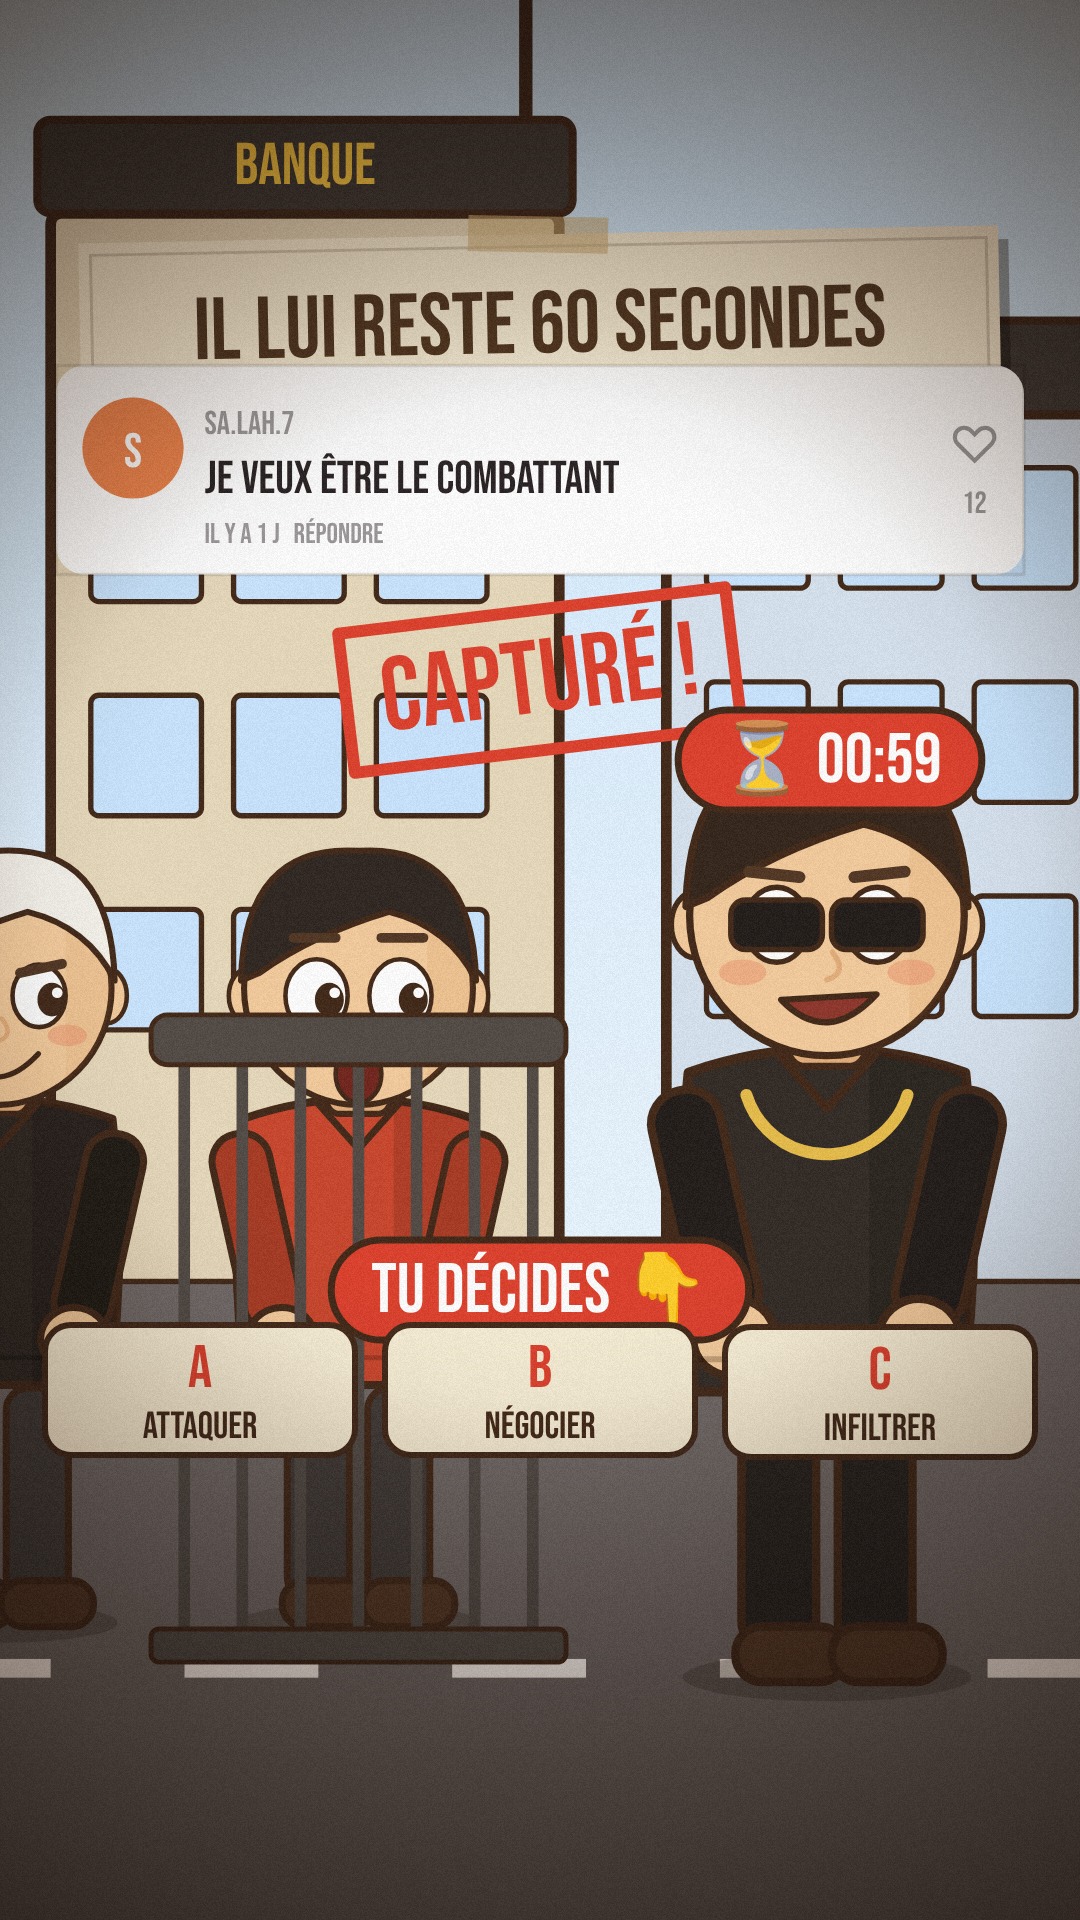 BANQUE
IL LUI RESTE 60 SECONDES
S
SA.LAH.7
JE VEUX ÊTRE LE COMBATTANT
12
IL Y A 1 J RÉPONDRE
CAPTURÉ !
00:59
TU DÉCIDES
A
ATTAQUER
B
NÉGOCIER
C
INFILTRER